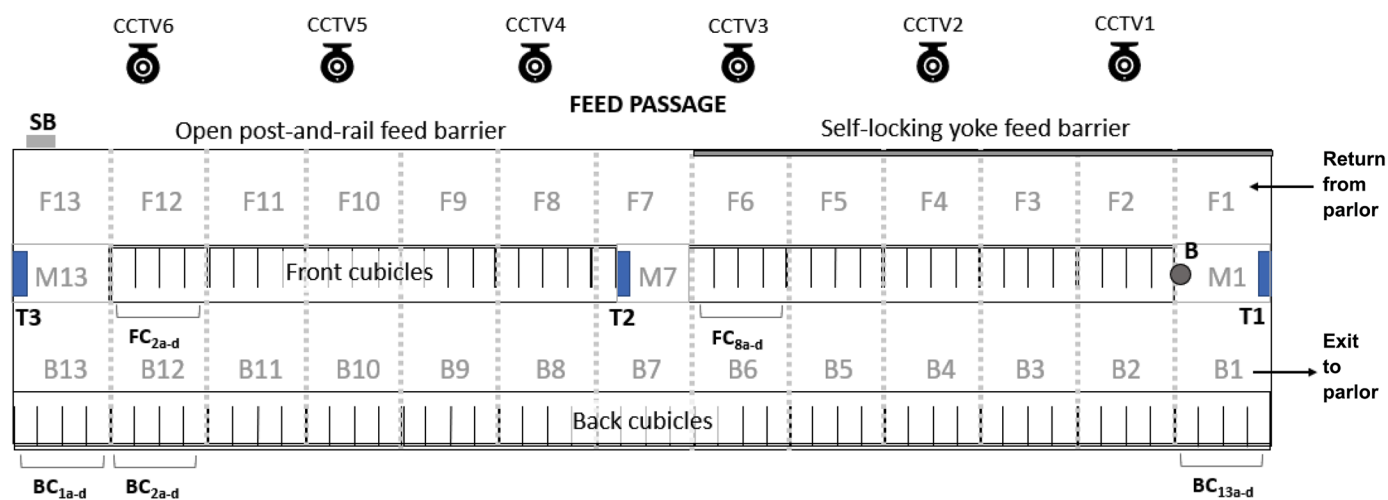 CCTV6 CCTV5 CCTV4 CCTV3 CCTV2 CCTV1
FEED PASSAGE
SB
Open post-and-rail feed barrier
Self-locking yoke feed barrier
Return
from
parlor
F13 F12 F11 F10 F9 F8 F7 F6 F5 F4 F3 F2 F1
B
M13 Front cubicles M7 M1
T3 T2 T1
FC2a-d FC8a-d
B13 B12 B11 B10 B9 B8 B7 B6 B5 B4 B3 B2 B1
Exit
to
parlor
Back cubicles
BC1a-d BC2a-d BC13a-d